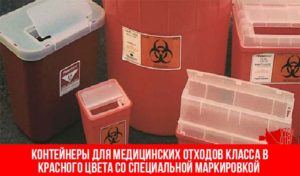 КОНТЕЙНЕРЫ ДЛЯ МЕДИЦИНСКИХ ОТХОДОВ КЛАССА В
КРАСНОГО ЦВЕТА СО СПЕЦИАЛЬНОЙ МАРКИРОВКОЙ